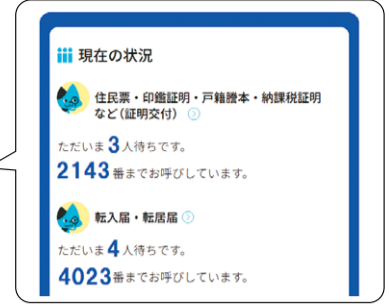 現在の状況
住民票・印鑑証明・戸籍謄本・納課税証明
など(証明交付)
ただいま3人待ちです。
2143番までお呼びしています。
転入届・転居届
ただいま4人待ちです。
4023番までお呼びしています。